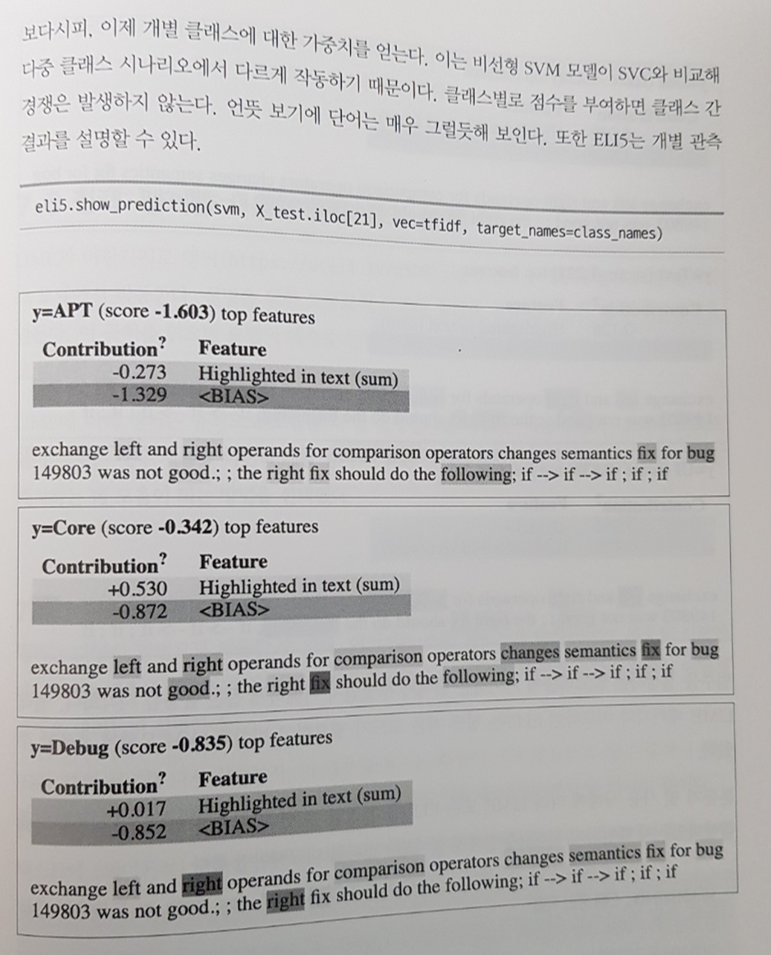 보다시피. 이제 개별 클래스에 대한 가중치를 얻는다. 이는 비선형 SVM 모델이 SVC와 비교해
다중 클래스 시나리오에서 다르게 작동하기 때문이다. 클래스별로 점수를 부여하면 클래스 간
경쟁은 발생하지 않는다. 언뜻 보기에 단어는 매우 그럴듯해 보인다. 또한 ELI5는 개별 관측
결과를 설명할 수 있다.
eli5.show_prediction(svm, X_test.iloc[21], vec=tfidf, target_names=class_names)
y=APT (score -1.603) top features
Contribution? Feature
-0.273 Highlighted in text (sum)
-1.329 <BIAS>
exchange left and right operands for comparison operators changes semantics fix for bug
149803 was not good.; ; the right fix should do the following; if --> if --> if ; if ; if
y=Core (score -0.342) top features
Contribution? Feature
+0.530 Highlighted in text (sum)
-0.872 <BIAS>
exchange left and right operands for comparison operators changes semantics fix for bug
149803 was not good.; ; the right fix should do the following; if --> if --> if ; if ; if
y=Debug (score -0.835) top features
Contribution? Feature
+0.017 Highlighted in text (sum)
-0.852 <BIAS>
exchange left and right operands for comparison operators changes semantics fix for bug
149803 was not good.; ; the right fix should do the following; if --> if --> if ; if ; if